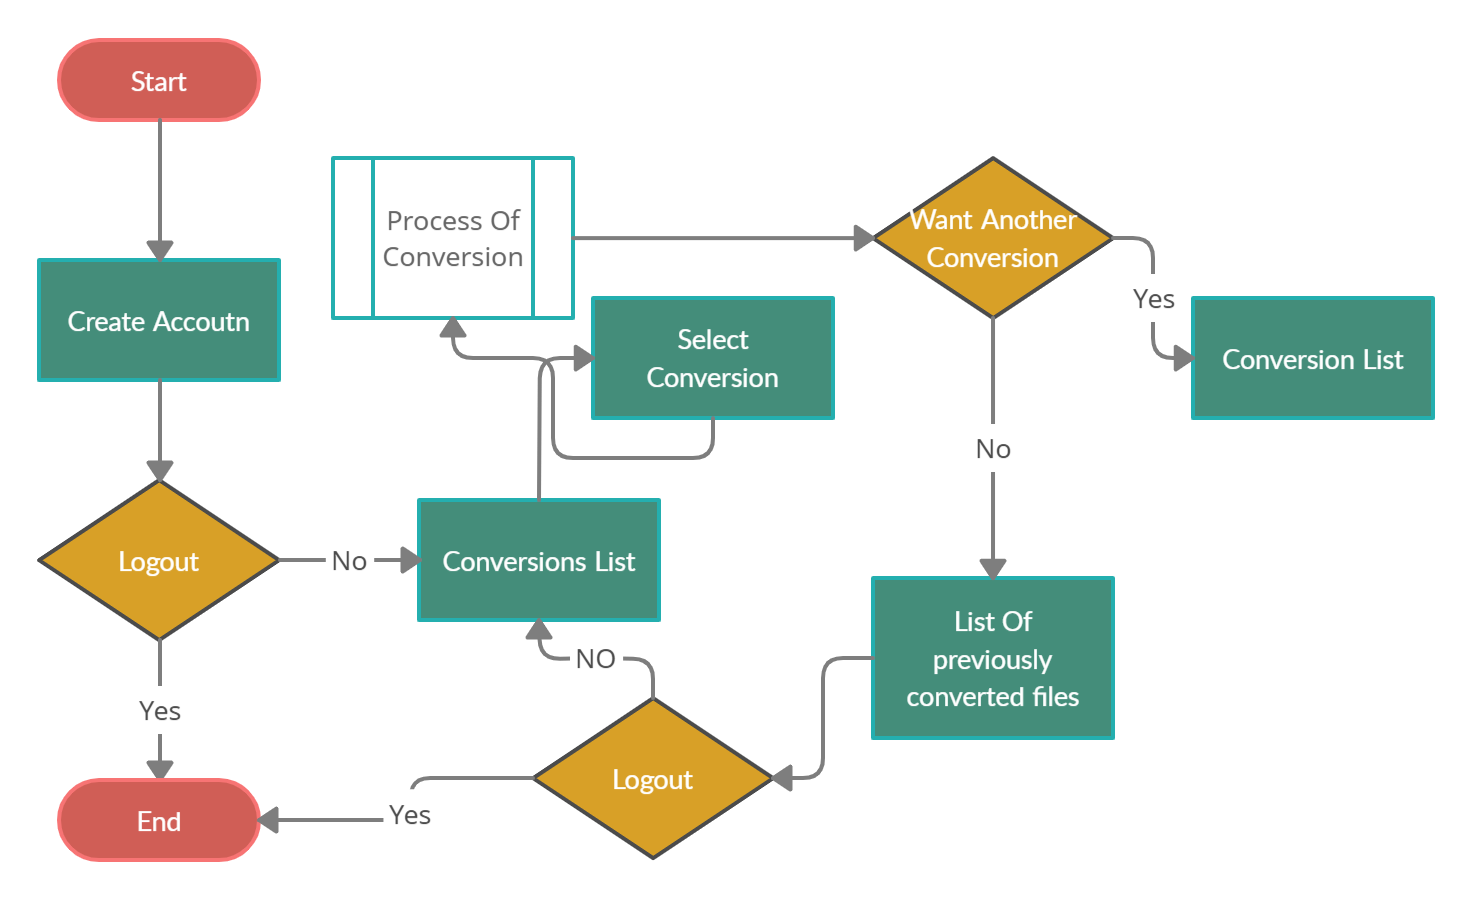 Start
Process Of
Conversion
Want Another
Conversion
Yes
Create Accoutn
Select
Conversion
Conversion List
No
Logout
No
Conversions List
List Of
previously
converted files
NO
Yes
Logout
Yes
End